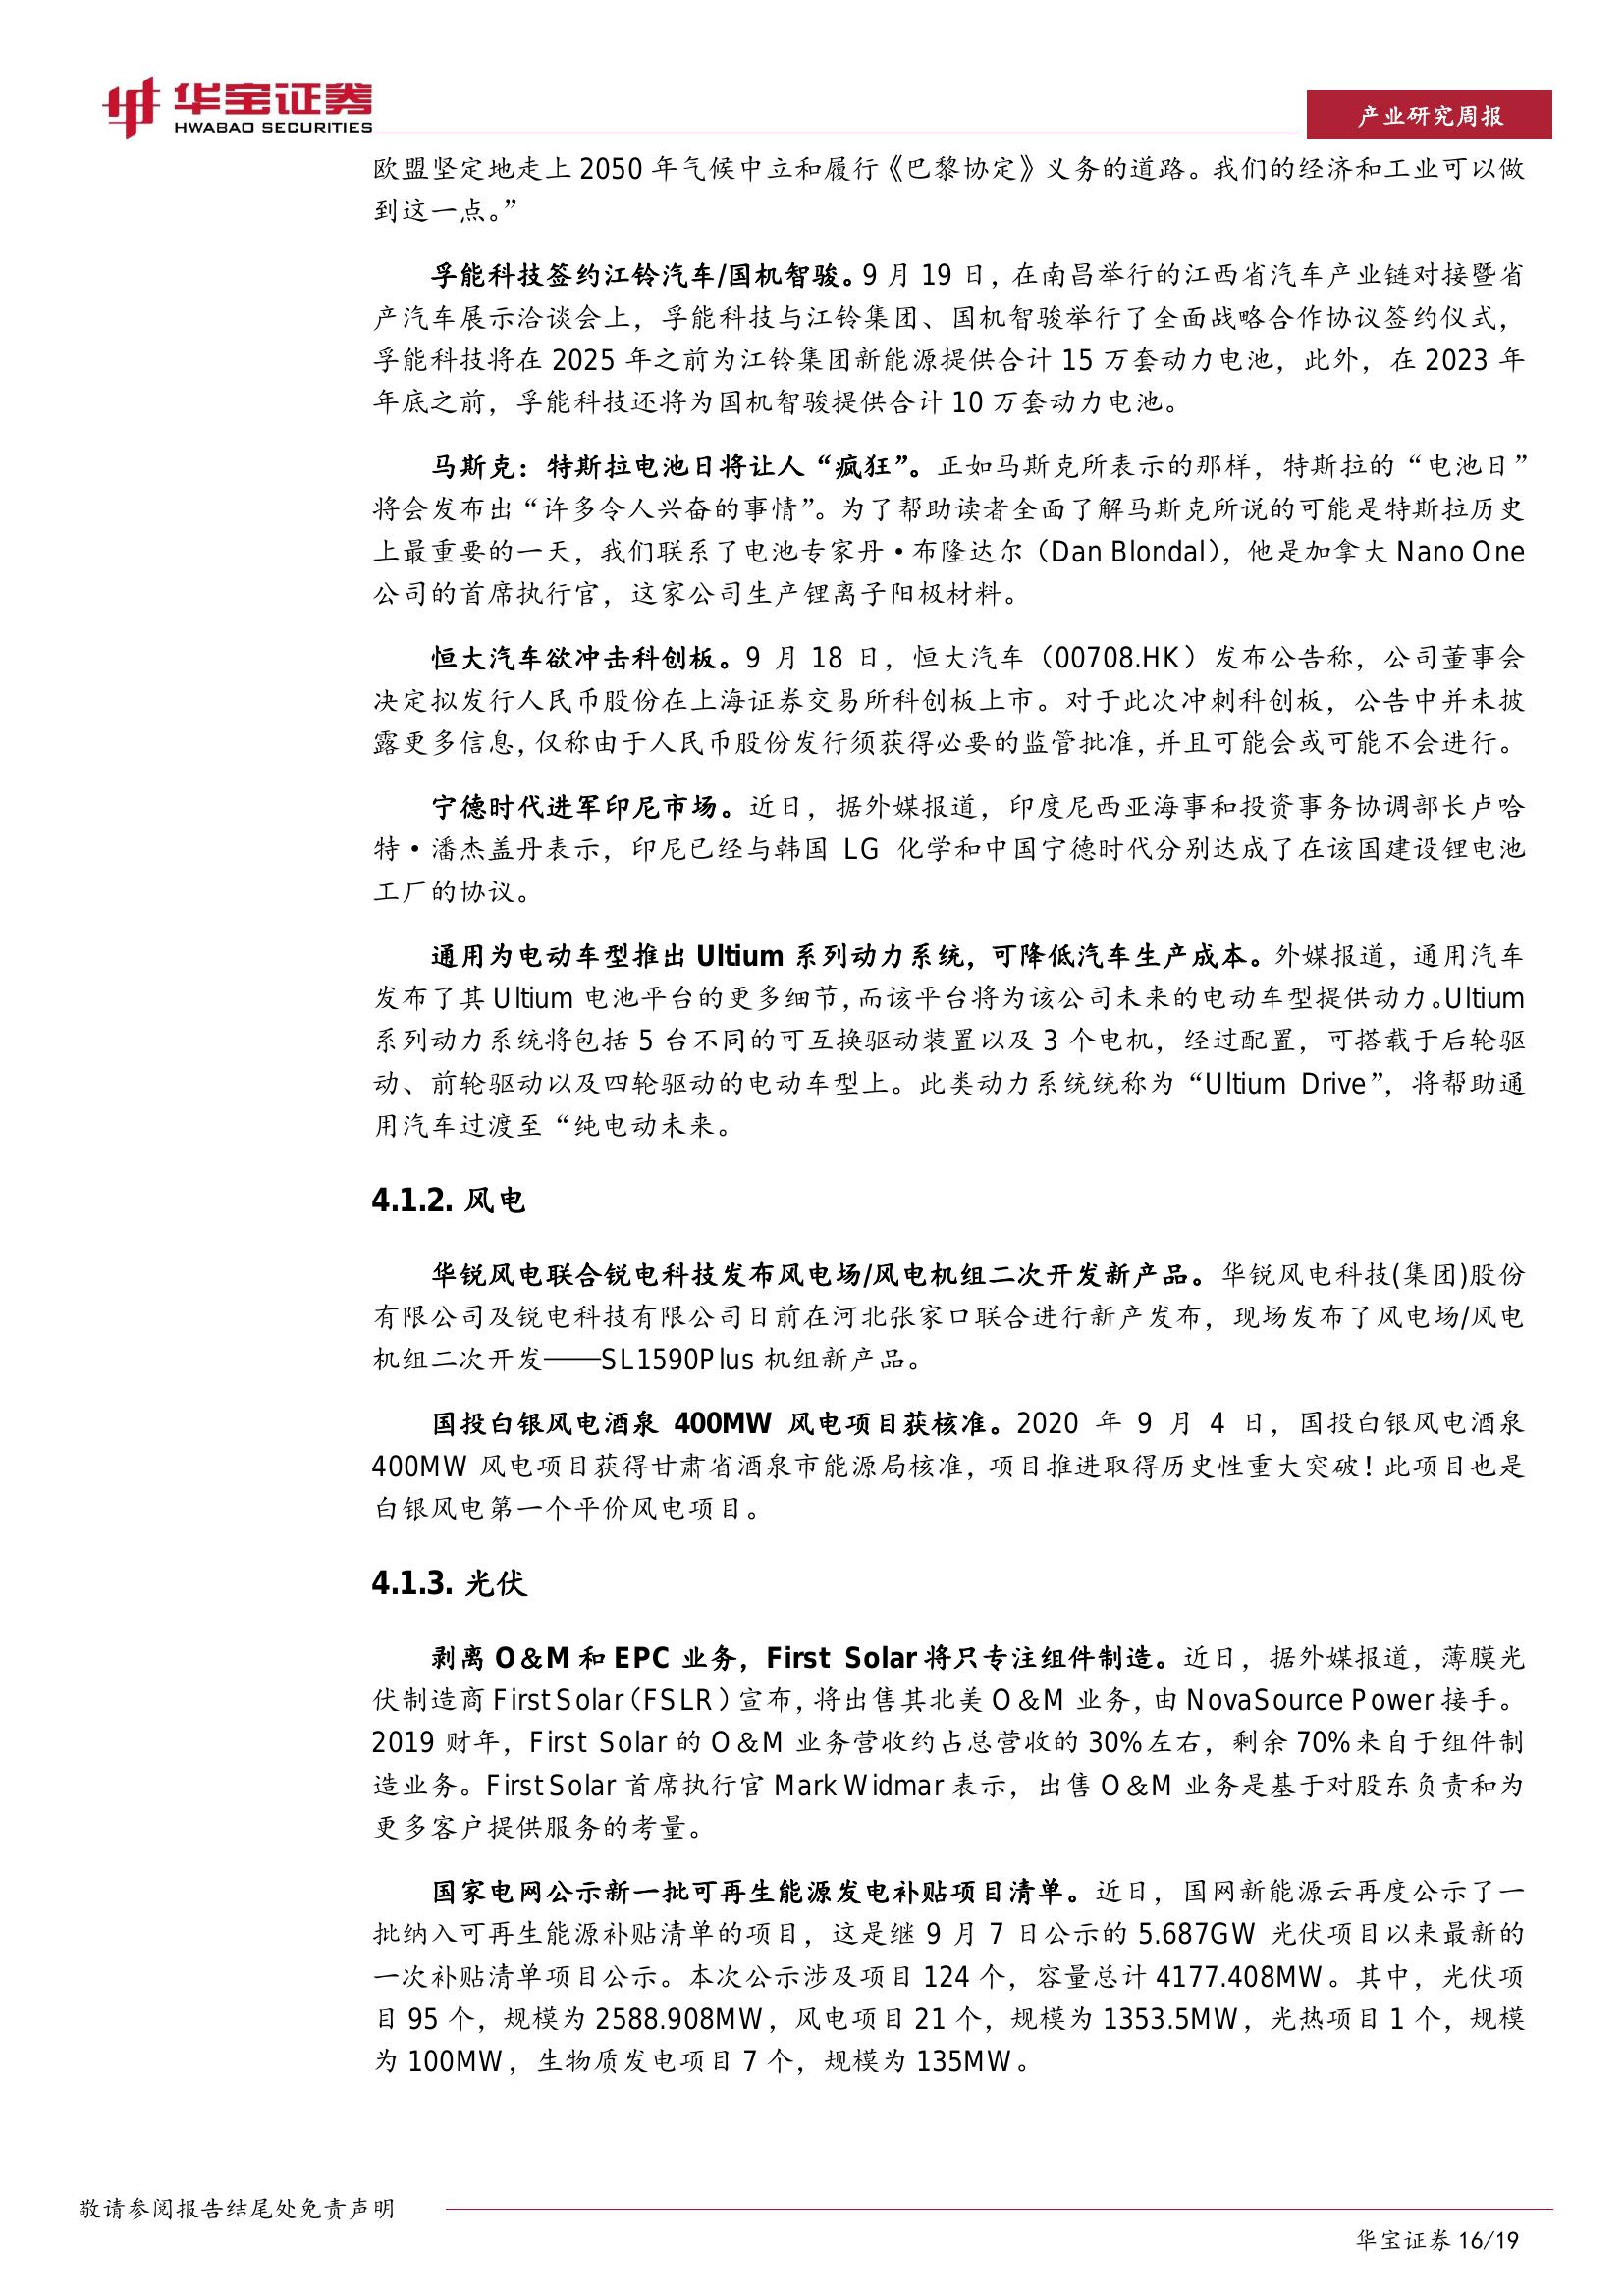 华宝证券
HWABAO SECURITIES
产业研究周报
欧盟坚定地走上 2050 年气候中立和履行《巴黎协定》义务的道路。我们的经济和工业可以做
到这一点。”
孚能科技签约江铃汽车/国机智骏。9 月 19 日，在南昌举行的江西省汽车产业链对接暨省
产汽车展示洽谈会上，孚能科技与江铃集团、国机智骏举行了全面战略合作协议签约仪式，
孚能科技将在 2025 年之前为江铃集团新能源提供合计 15 万套动力电池，此外，在 2023 年
年底之前，孚能科技还将为国机智骏提供合计 10 万套动力电池。
马斯克：特斯拉电池日将让人“疯狂”。正如马斯克所表示的那样，特斯拉的“电池日”
将会发布出“许多令人兴奋的事情”。为了帮助读者全面了解马斯克所说的可能是特斯拉历史
上最重要的一天，我们联系了电池专家丹·布隆达尔（Dan Blondal），他是加拿大 Nano One
公司的首席执行官，这家公司生产锂离子阳极材料。
恒大汽车欲冲击科创板。9 月 18 日，恒大汽车（00708.HK）发布公告称，公司董事会
决定拟发行人民币股份在上海证券交易所科创板上市。对于此次冲刺科创板，公告中并未披
露更多信息，仅称由于人民币股份发行须获得必要的监管批准，并且可能会或可能不会进行。
宁德时代进军印尼市场。近日，据外媒报道，印度尼西亚海事和投资事务协调部长卢哈
特·潘杰盖丹表示，印尼已经与韩国 LG 化学和中国宁德时代分别达成了在该国建设锂电池
工厂的协议。
通用为电动车型推出 Ultium 系列动力系统，可降低汽车生产成本。外媒报道，通用汽车
发布了其 Ultium 电池平台的更多细节，而该平台将为该公司未来的电动车型提供动力。Ultium
系列动力系统将包括 5 台不同的可互换驱动装置以及 3 个电机，经过配置，可搭载于后轮驱
动、前轮驱动以及四轮驱动的电动车型上。此类动力系统统称为“Ultium Drive”，将帮助通
用汽车过渡至“纯电动未来。
4.1.2. 风电
华锐风电联合锐电科技发布风电场/风电机组二次开发新产品。华锐风电科技(集团)股份
有限公司及锐电科技有限公司日前在河北张家口联合进行新产发布，现场发布了风电场/风电
机组二次开发——SL1590Plus 机组新产品。
国投白银风电酒泉 400MW 风电项目获核准。2020 年 9 月 4 日，国投白银风电酒泉
400MW 风电项目获得甘肃省酒泉市能源局核准，项目推进取得历史性重大突破！此项目也是
白银风电第一个平价风电项目。
4.1.3. 光伏
剥离 O&M 和 EPC 业务，First Solar 将只专注组件制造。近日，据外媒报道，薄膜光
伏制造商 First Solar（FSLR）宣布，将出售其北美 O&M 业务，由 NovaSource Power 接手。
2019 财年，First Solar 的 O&M 业务营收约占总营收的 30%左右，剩余 70%来自于组件制
造业务。First Solar 首席执行官 Mark Widmar 表示，出售 O&M 业务是基于对股东负责和为
更多客户提供服务的考量。
国家电网公示新一批可再生能源发电补贴项目清单。近日，国网新能源云再度公示了一
批纳入可再生能源补贴清单的项目，这是继 9 月 7 日公示的 5.687GW 光伏项目以来最新的
一次补贴清单项目公示。本次公示涉及项目 124 个，容量总计 4177.408MW。其中，光伏项
目 95 个，规模为 2588.908MW，风电项目 21 个，规模为 1353.5MW，光热项目 1 个，规模
为 100MW，生物质发电项目 7 个，规模为 135MW。
敬请参阅报告结尾处免责声明
华宝证券 16/19